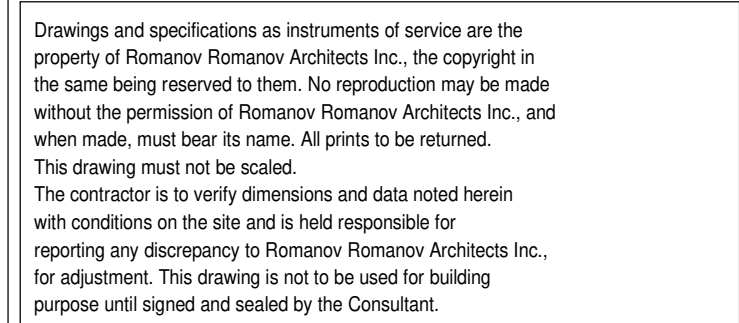 Drawings and specifications as instruments of service are the
property of Romanov Romanov Architects Inc., the copyright in
the same being reserved to them. No reproduction may be made
without the permission of Romanov Romanov Architects Inc., and
when made, must bear its name. All prints to be returned.
This drawing must not be scaled.
The contractor is to verify dimensions and data noted herein
with conditions on the site and is held responsible for
reporting any discrepancy to Romanov Romanov Architects Inc.,
for adjustment. This drawing is not to be used for building
purpose until signed and sealed by the Consultant.